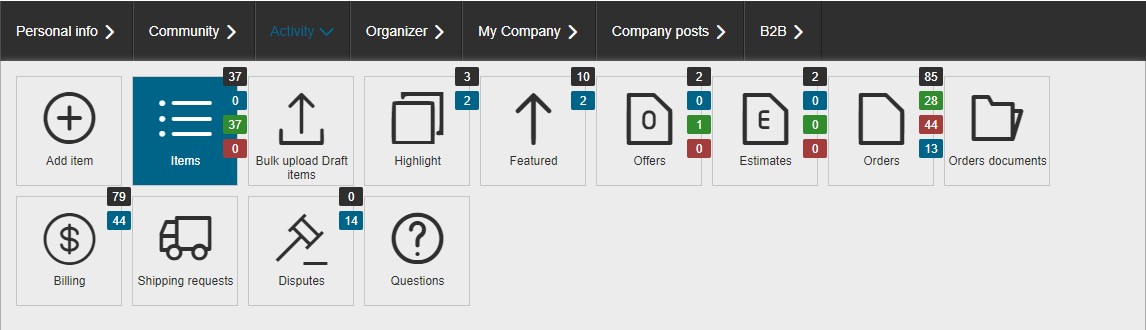 Personal info Community Activity Organizer My Company Company posts B2B
37 3 10 2 2 85
0 2 2 0 0 28
37 1 0 44
0 0 0 13
O E
Add item Items Bulk upload Draft items Highlight Featured Offers Estimates Orders Orders documents
79 0
44 14
$ ?
Billing Shipping requests Disputes Questions